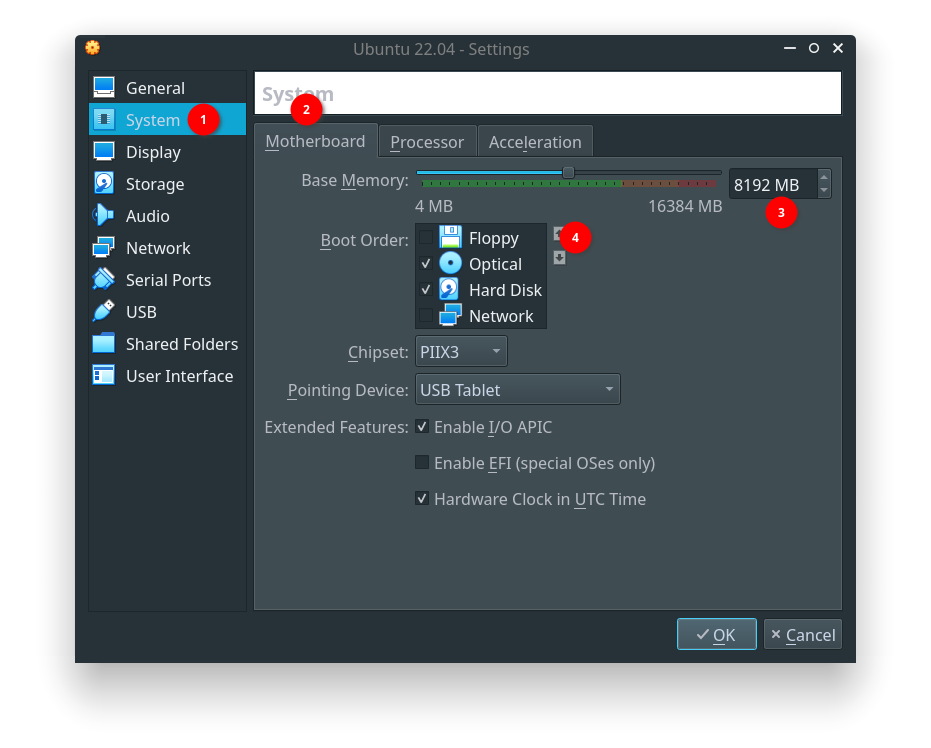 Ubuntu 22.04 - Settings
General
System 1
Display
Storage
Audio
Network
Serial Ports
USB
Shared Folders
User Interface
System
2
Motherboard Processor Acceleration
Base Memory: 8192 MB
4 MB 16384 MB 3
Boot Order: Floppy 4
Optical
Hard Disk
Network
Chipset: PIIX3
Pointing Device: USB Tablet
Extended Features: Enable I/O APIC
Enable EFI (special OSes only)
Hardware Clock in UTC Time
OK Cancel